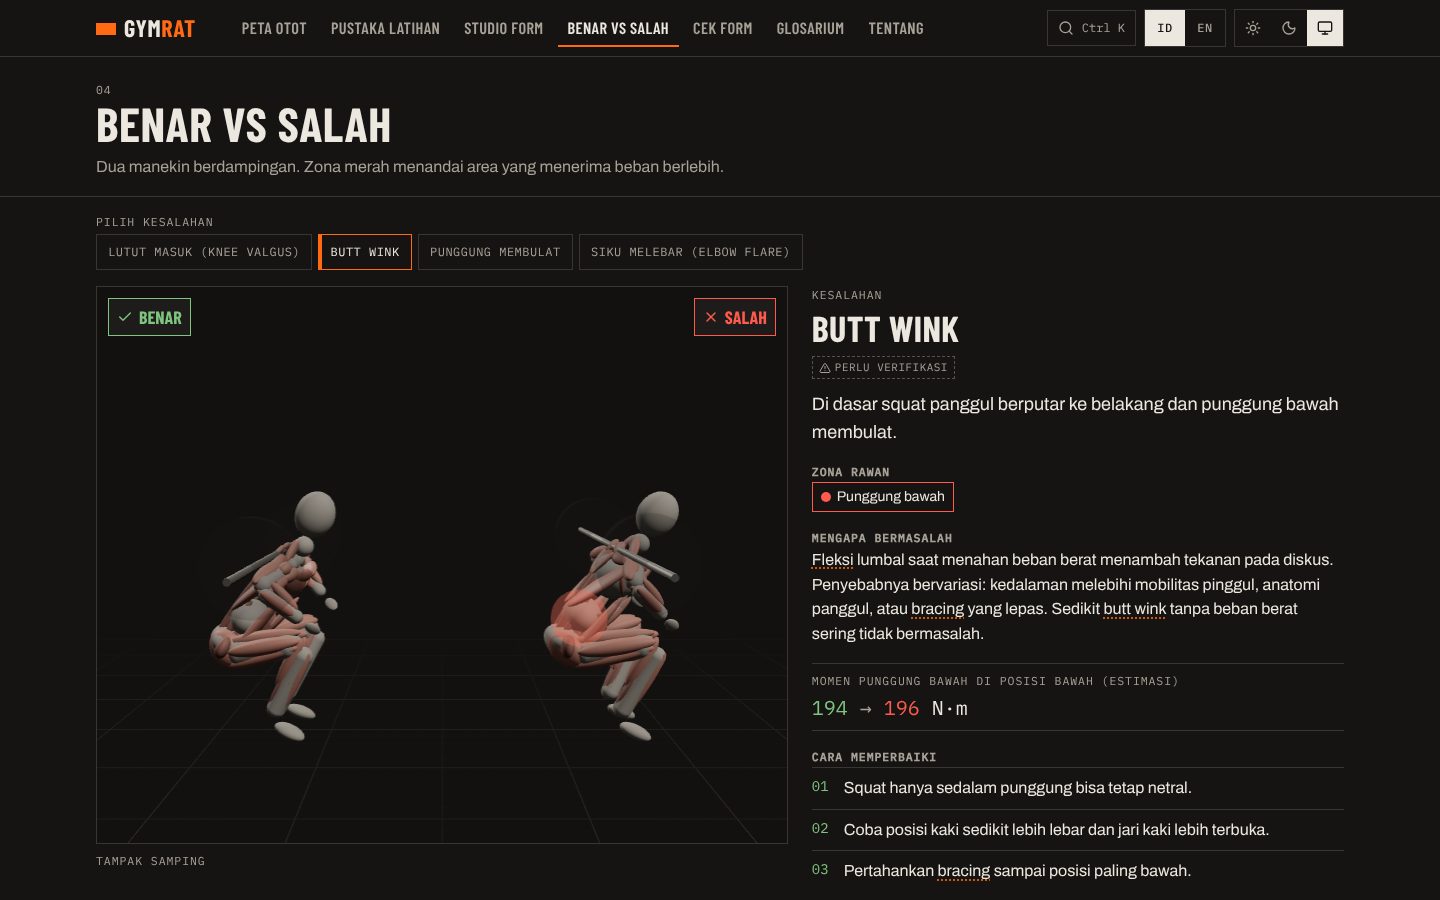 GYMRAT PETA OTOT PUSTAKA LATIHAN STUDIO FORM BENAR VS SALAH CEK FORM GLOSARIUM TENTANG Ctrl K ID EN
04
BENAR VS SALAH
Dua manekin berdampingan. Zona merah menandai area yang menerima beban berlebih.
PILIH KESALAHAN
LUTUT MASUK (KNEE VALGUS) BUTT WINK PUNGGUNG MEMBULAT SIKU MELEBAR (ELBOW FLARE)
BENAR
SALAH
TAMPAK SAMPING
KESALAHAN
BUTT WINK
PERLU VERIFIKASI
Di dasar squat panggul berputar ke belakang dan punggung bawah
membulat.
ZONA RAWAN
Punggung bawah
MENGAPA BERMASALAH
Fleksi lumbal saat menahan beban berat menambah tekanan pada diskus.
Penyebabnya bervariasi: kedalaman melebihi mobilitas pinggul, anatomi
panggul, atau bracing yang lepas. Sedikit butt wink tanpa beban berat
sering tidak bermasalah.
MOMEN PUNGGUNG BAWAH DI POSISI BAWAH (ESTIMASI)
194 → 196 N·m
CARA MEMPERBAIKI
01 Squat hanya sedalam punggung bisa tetap netral.
02 Coba posisi kaki sedikit lebih lebar dan jari kaki lebih terbuka.
03 Pertahankan bracing sampai posisi paling bawah.